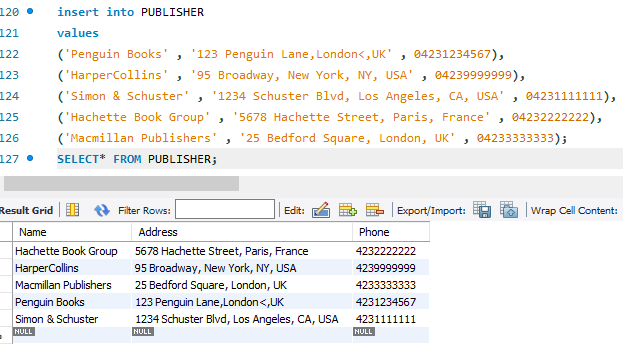 120 insert into PUBLISHER
121 values
122 ('Penguin Books' , '123 Penguin Lane,London<,UK' , 04231234567),
123 ('HarperCollins' , '95 Broadway, New York, NY, USA' , 04239999999),
124 ('Simon & Schuster' , '1234 Schuster Blvd, Los Angeles, CA, USA' , 04231111111),
125 ('Hachette Book Group' , '5678 Hachette Street, Paris, France' , 04232222222),
126 ('Macmillan Publishers' , '25 Bedford Square, London, UK' , 04233333333);
127 SELECT* FROM PUBLISHER;
Result Grid Filter Rows: Edit: Export/Import: Wrap Cell Content:
Name Address Phone
Hachette Book Group 5678 Hachette Street, Paris, France 4232222222
HarperCollins 95 Broadway, New York, NY, USA 4239999999
Macmillan Publishers 25 Bedford Square, London, UK 4233333333
Penguin Books 123 Penguin Lane,London<,UK 4231234567
Simon & Schuster 1234 Schuster Blvd, Los Angeles, CA, USA 4231111111
NULL NULL NULL